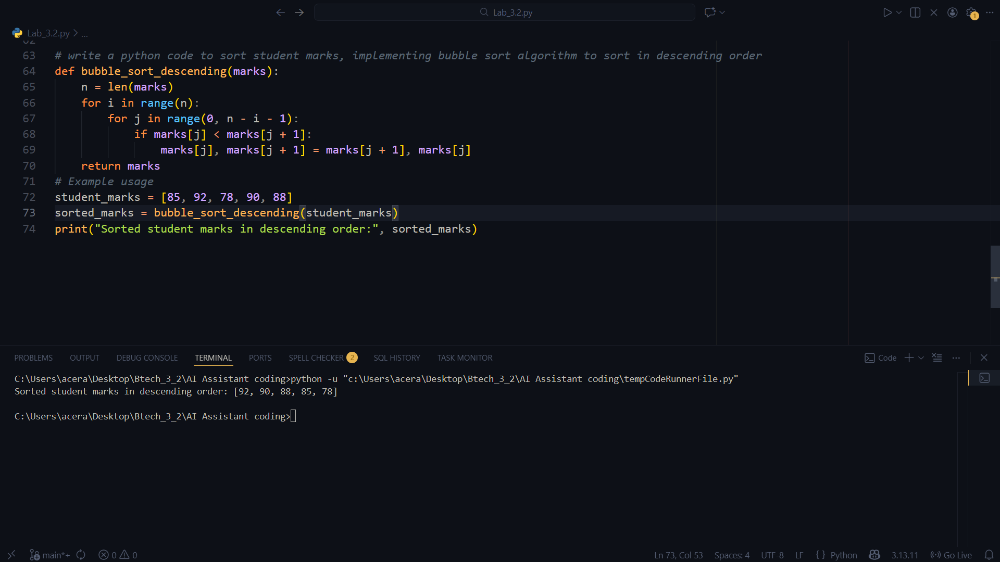 Lab_3.2.py
1
Lab_3.2.py > ...
62
63 # write a python code to sort student marks, implementing bubble sort algorithm to sort in descending order
64 def bubble_sort_descending(marks):
65     n = len(marks)
66     for i in range(n):
67         for j in range(0, n - i - 1):
68             if marks[j] < marks[j + 1]:
69                 marks[j], marks[j + 1] = marks[j + 1], marks[j]
70     return marks
71 # Example usage
72 student_marks = [85, 92, 78, 90, 88]
73 sorted_marks = bubble_sort_descending(student_marks)
74 print("Sorted student marks in descending order:", sorted_marks)
PROBLEMS OUTPUT DEBUG CONSOLE TERMINAL PORTS SPELL CHECKER 2 SQL HISTORY TASK MONITOR Code
C:\Users\acera\Desktop\Btech_3_2\AI Assistant coding>python -u "c:\Users\acera\Desktop\Btech_3_2\AI Assistant coding\tempCodeRunnerFile.py"
Sorted student marks in descending order: [92, 90, 88, 85, 78]
C:\Users\acera\Desktop\Btech_3_2\AI Assistant coding>
main*+ 0 0 Ln 73, Col 53 Spaces: 4 UTF-8 LF { } Python 3.13.11 Go Live